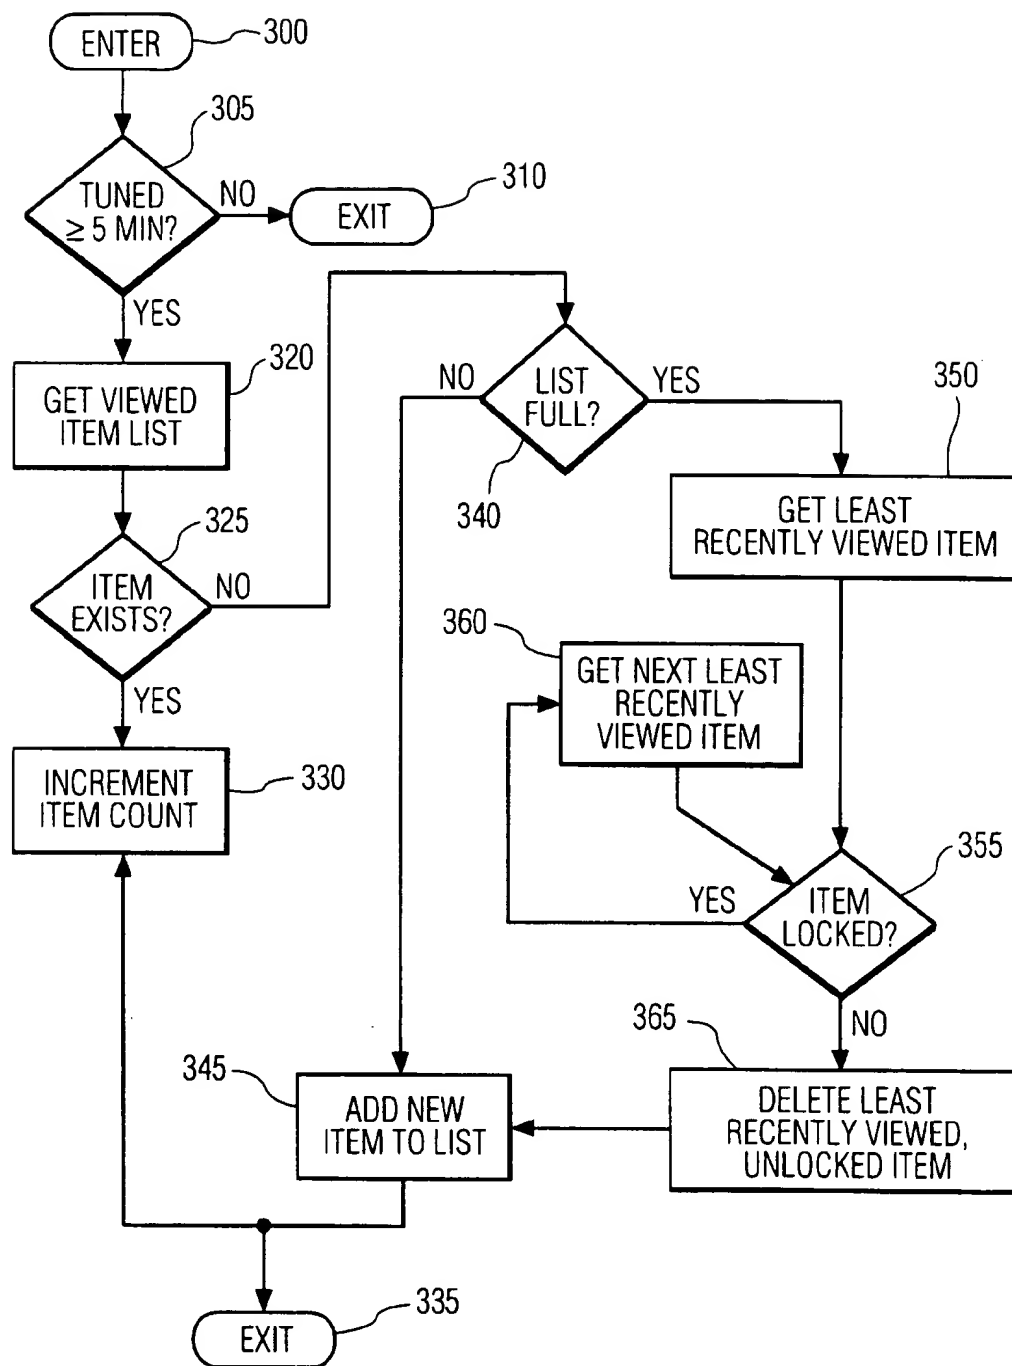 ENTER
300
305
TUNED
≥ 5 MIN?
NO
EXIT
310
YES
320
GET VIEWED
ITEM LIST
325
ITEM
EXISTS?
NO
YES
INCREMENT
ITEM COUNT
330
LIST
FULL?
NO
YES
340
350
GET LEAST
RECENTLY VIEWED ITEM
360
GET NEXT LEAST
RECENTLY
VIEWED ITEM
355
ITEM
LOCKED?
YES
NO
365
DELETE LEAST
RECENTLY VIEWED,
UNLOCKED ITEM
345
ADD NEW
ITEM TO LIST
EXIT
335